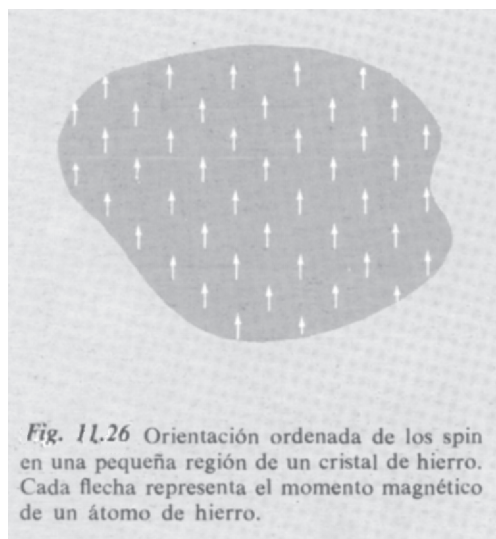 Fig. 11.26 Orientación ordenada de los spin
en una pequeña región de un cristal de hierro.
Cada flecha representa el momento magnético
de un átomo de hierro.